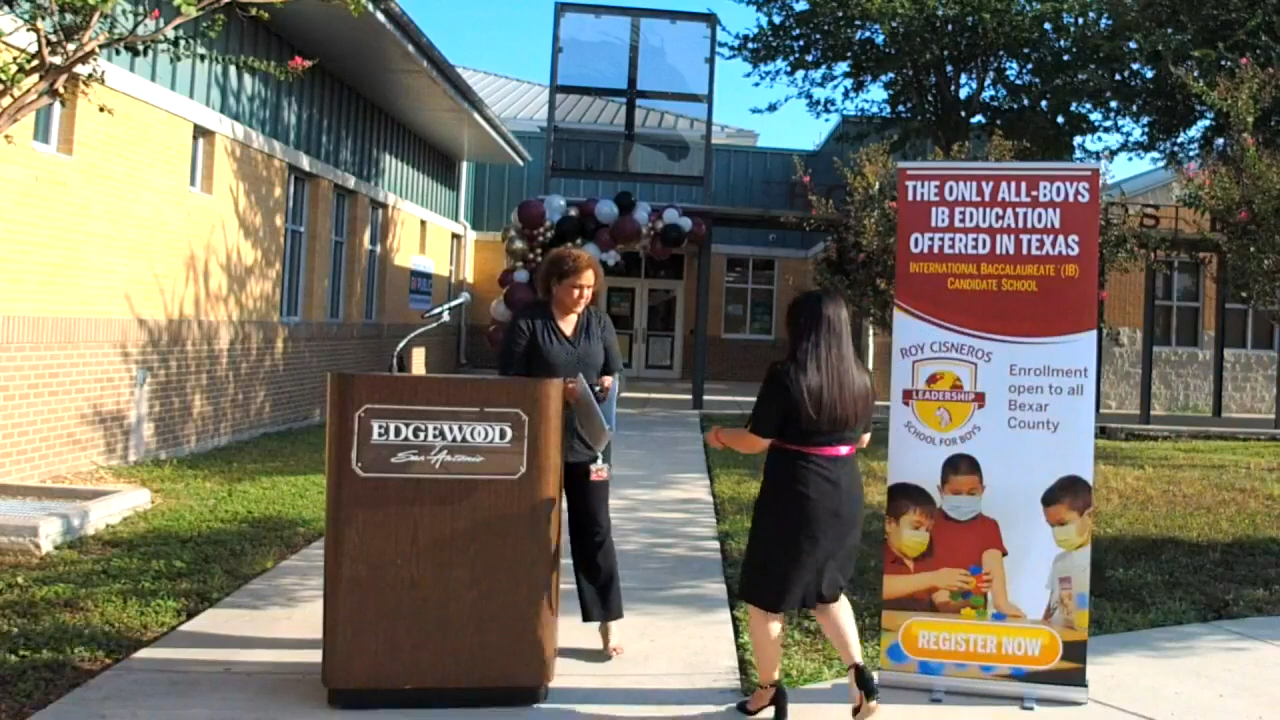 EDGEWOOD
San Antonio
THE ONLY ALL-BOYS
IB EDUCATION
OFFERED IN TEXAS
INTERNATIONAL BACCALAUREATE (IB)
CANDIDATE SCHOOL
ROY CISNEROS
LEADERSHIP
SCHOOL FOR BOYS
Enrollment
open to all
Bexar
County
REGISTER NOW